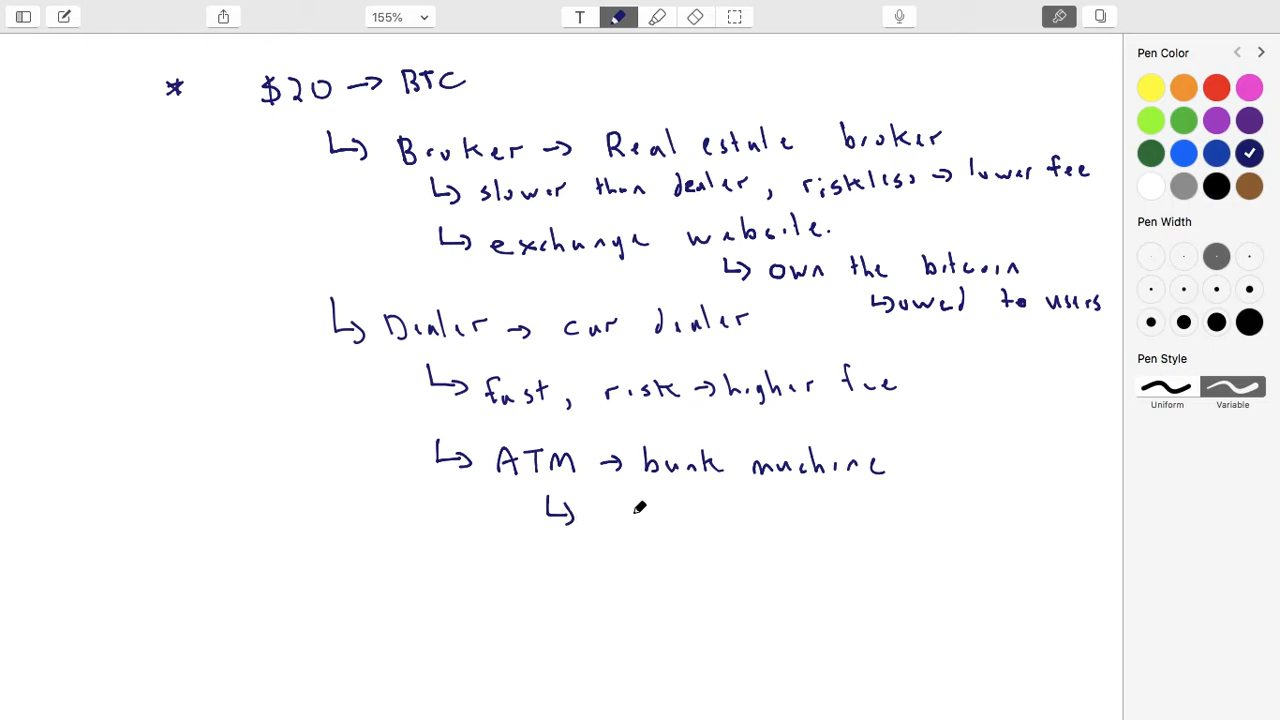 155%
T
Pen Color
* $20 → BTC
↳ Broker → Real estate broker
↳ slower than dealer, riskless → lower fee
↳ exchange website.
↳ own the bitcoin
↳ owed to users
↳ Dealer → car dealer
↳ fast, risk → higher fee
↳ ATM → bank machine
↳
Pen Width
Pen Style
Uniform
Variable